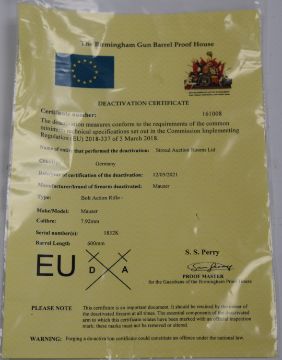 The Birmingham Gun Barrel Proof House
DEACTIVATION CERTIFICATE
Certificate number: 161008
The deactivation measures conform to the requirements of the common
minimum technical specifications set out in the Commission Implementing
Regulation (EU) 2018-337 of 5 March 2018.
Name of entity that performed the deactivation: Stroud Auction Rooms Ltd
Country: Germany
Date/year of certification of the deactivation: 12/05/2021
Manufacturer/brand of firearm deactivated: Mauser
Type: Bolt Action Rifle -
Make/Model: Mauser
Calibre: 7.92mm
Serial number(s):
Barrel Length 600mm
EU D A
S. S. Perry
PROOF MASTER
for the Guardians of the Birmingham Proof House
PLEASE NOTE This certificate is an important document. It should be retained by the owner of
the deactivated firearm at all times. The essential components of the deactivated
arm to which this certificate relates have been marked with an official inspection
mark, these marks must not be removed or altered.
WARNING: Forging a deactivation certificate could constitute an offence under the national law.